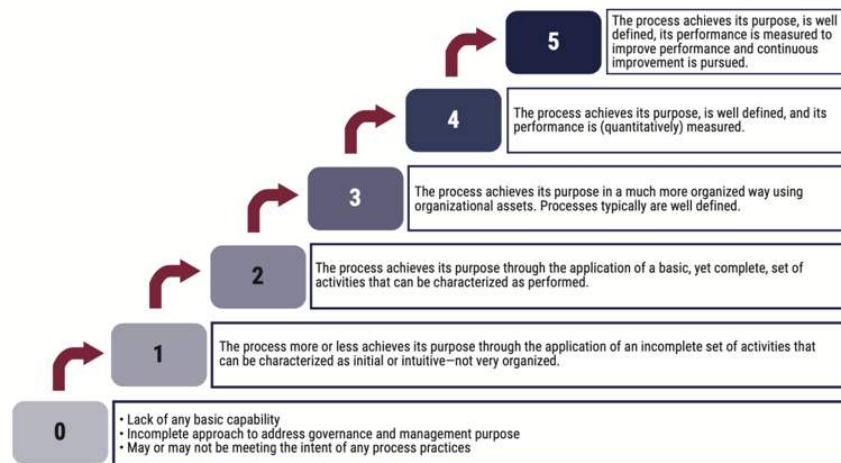 5
The process achieves its purpose, is well
defined, its performance is measured to
improve performance and continuous
improvement is pursued.
4
The process achieves its purpose, is well defined, and its
performance is (quantitatively) measured.
3
The process achieves its purpose in a much more organized way using
organizational assets. Processes typically are well defined.
2
The process achieves its purpose through the application of a basic, yet complete, set of
activities that can be characterized as performed.
1
The process more or less achieves its purpose through the application of an incomplete set of activities that
can be characterized as initial or intuitive—not very organized.
0
• Lack of any basic capability
• Incomplete approach to address governance and management purpose
• May or may not be meeting the intent of any process practices